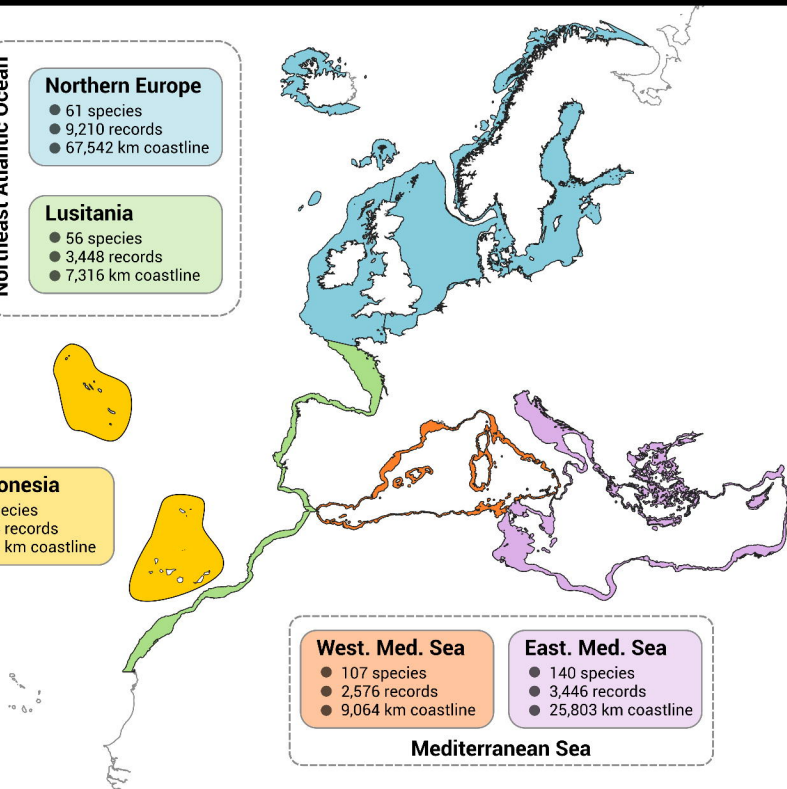 Northeast Atlantic Ocean
Northern Europe
● 61 species
● 9,210 records
● 67,542 km coastline
Lusitania
● 56 species
● 3,448 records
● 7,316 km coastline
onesia
ecies
records
km coastline
West. Med. Sea
● 107 species
● 2,576 records
● 9,064 km coastline
East. Med. Sea
● 140 species
● 3,446 records
● 25,803 km coastline
Mediterranean Sea